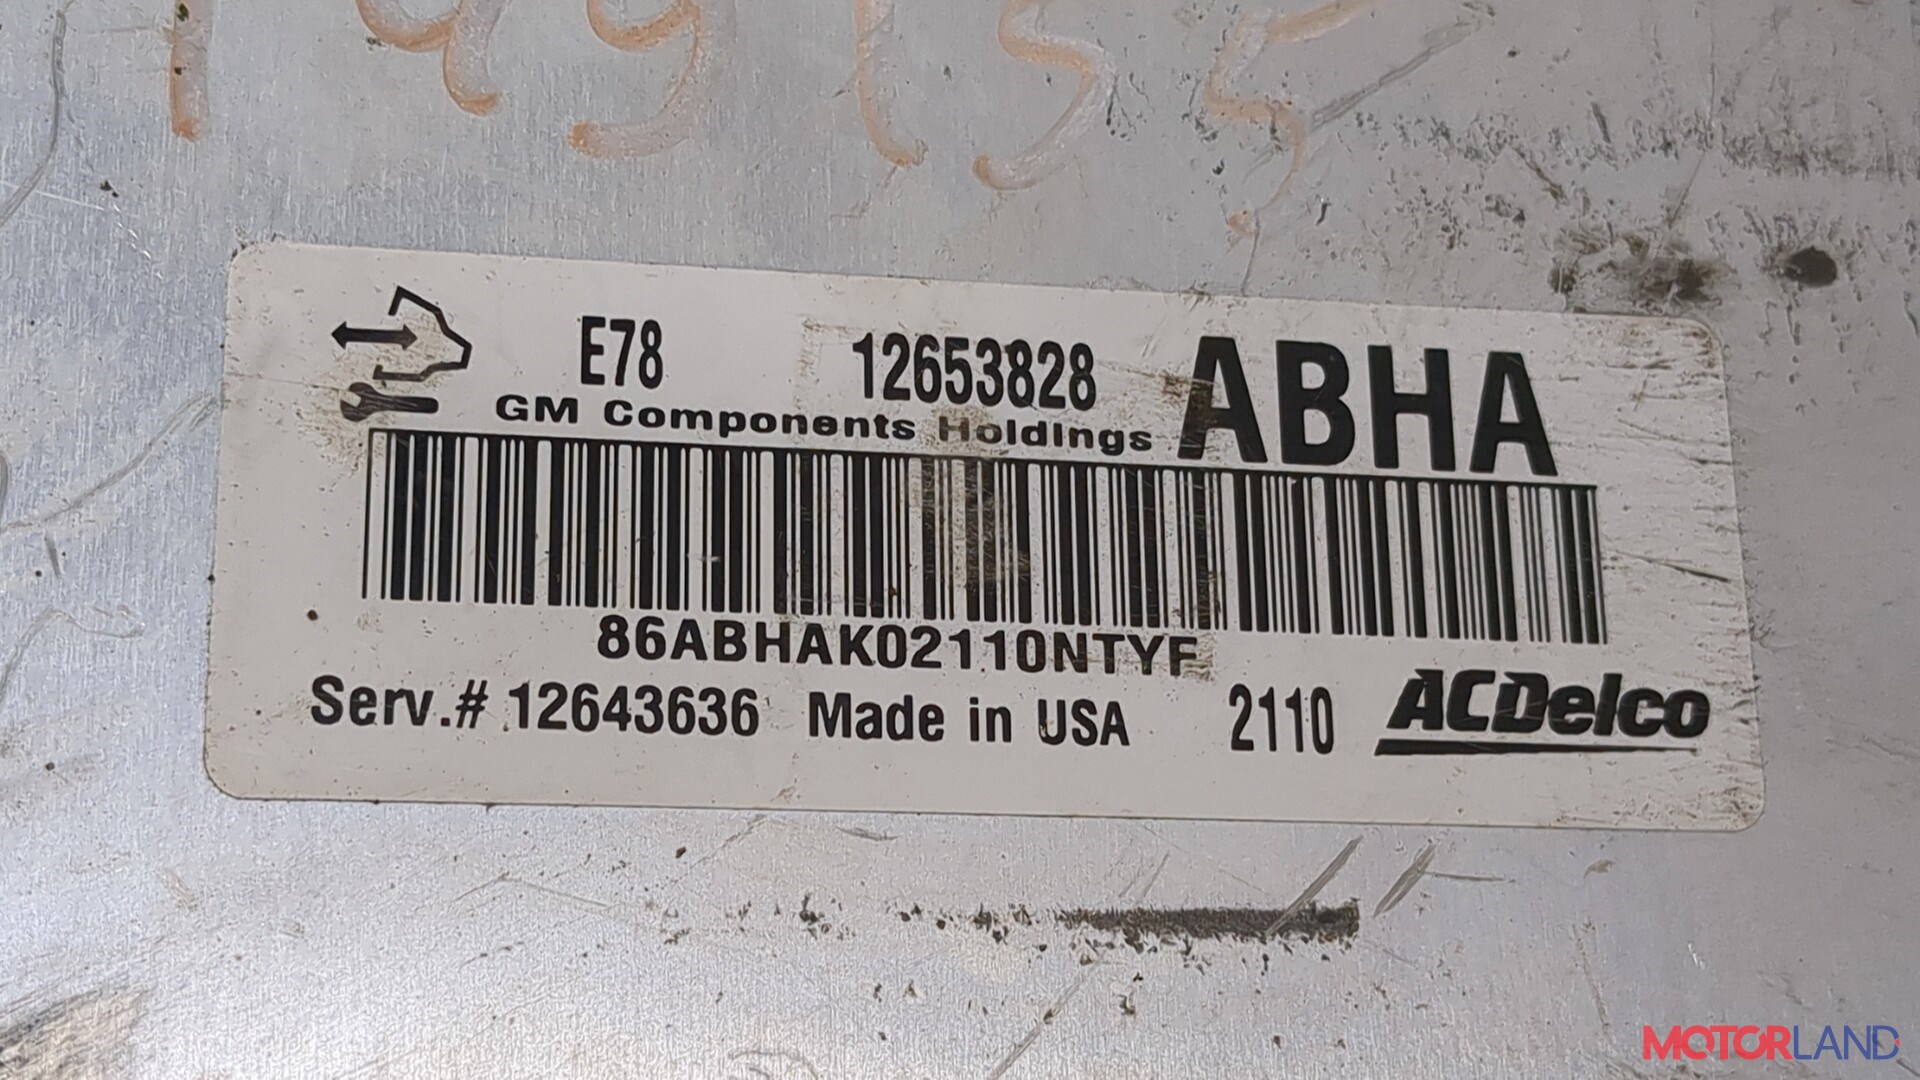 E78 12653828 ABHA
GM Components Holdings
86ABHAK02110NTYF
Serv.# 12643636 Made in USA 2110 ACDelco
MOTORLAND